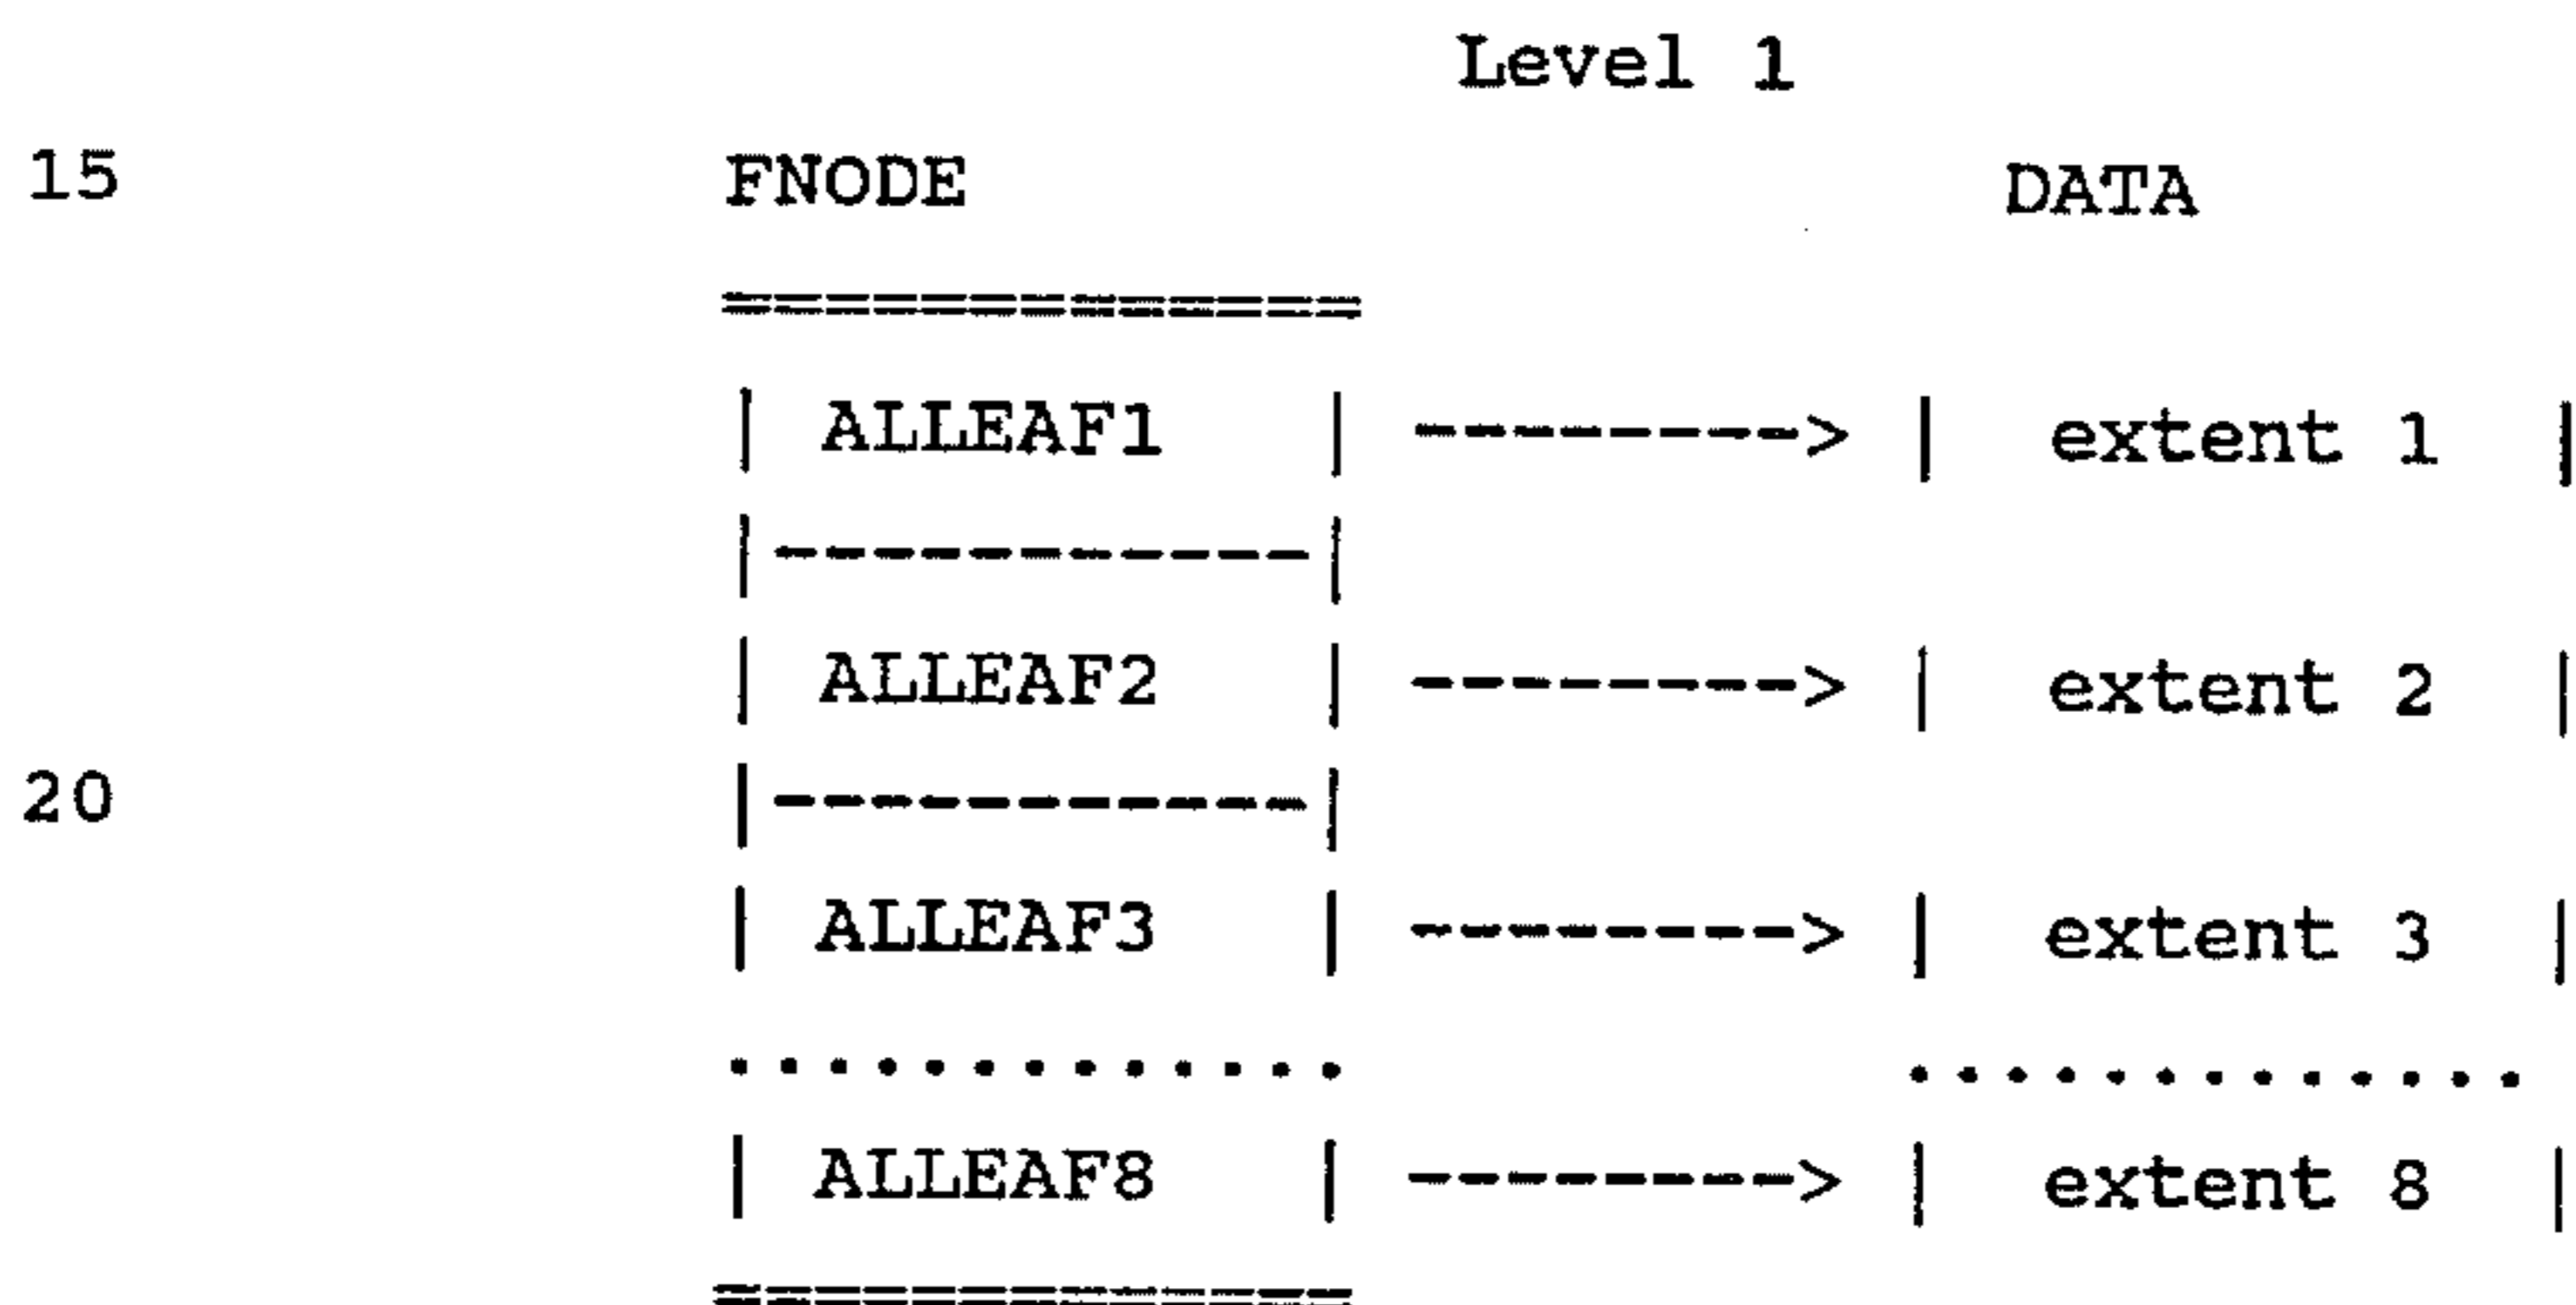 Level 1
15 FNODE DATA
=============
| ALLEAF1 | --------> | extent 1 |
|-----------|
| ALLEAF2 | --------> | extent 2 |
20 |-----------|
| ALLEAF3 | --------> | extent 3 |
............. .............
| ALLEAF8 | --------> | extent 8 |
=============